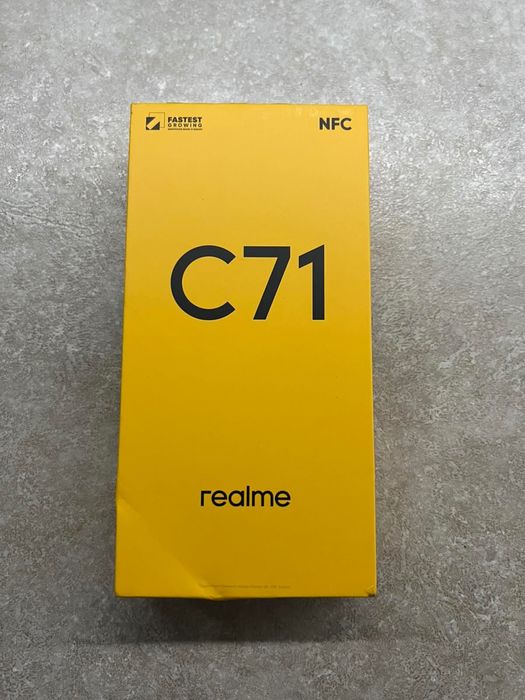 FASTEST
GROWING
NFC
C71
realme